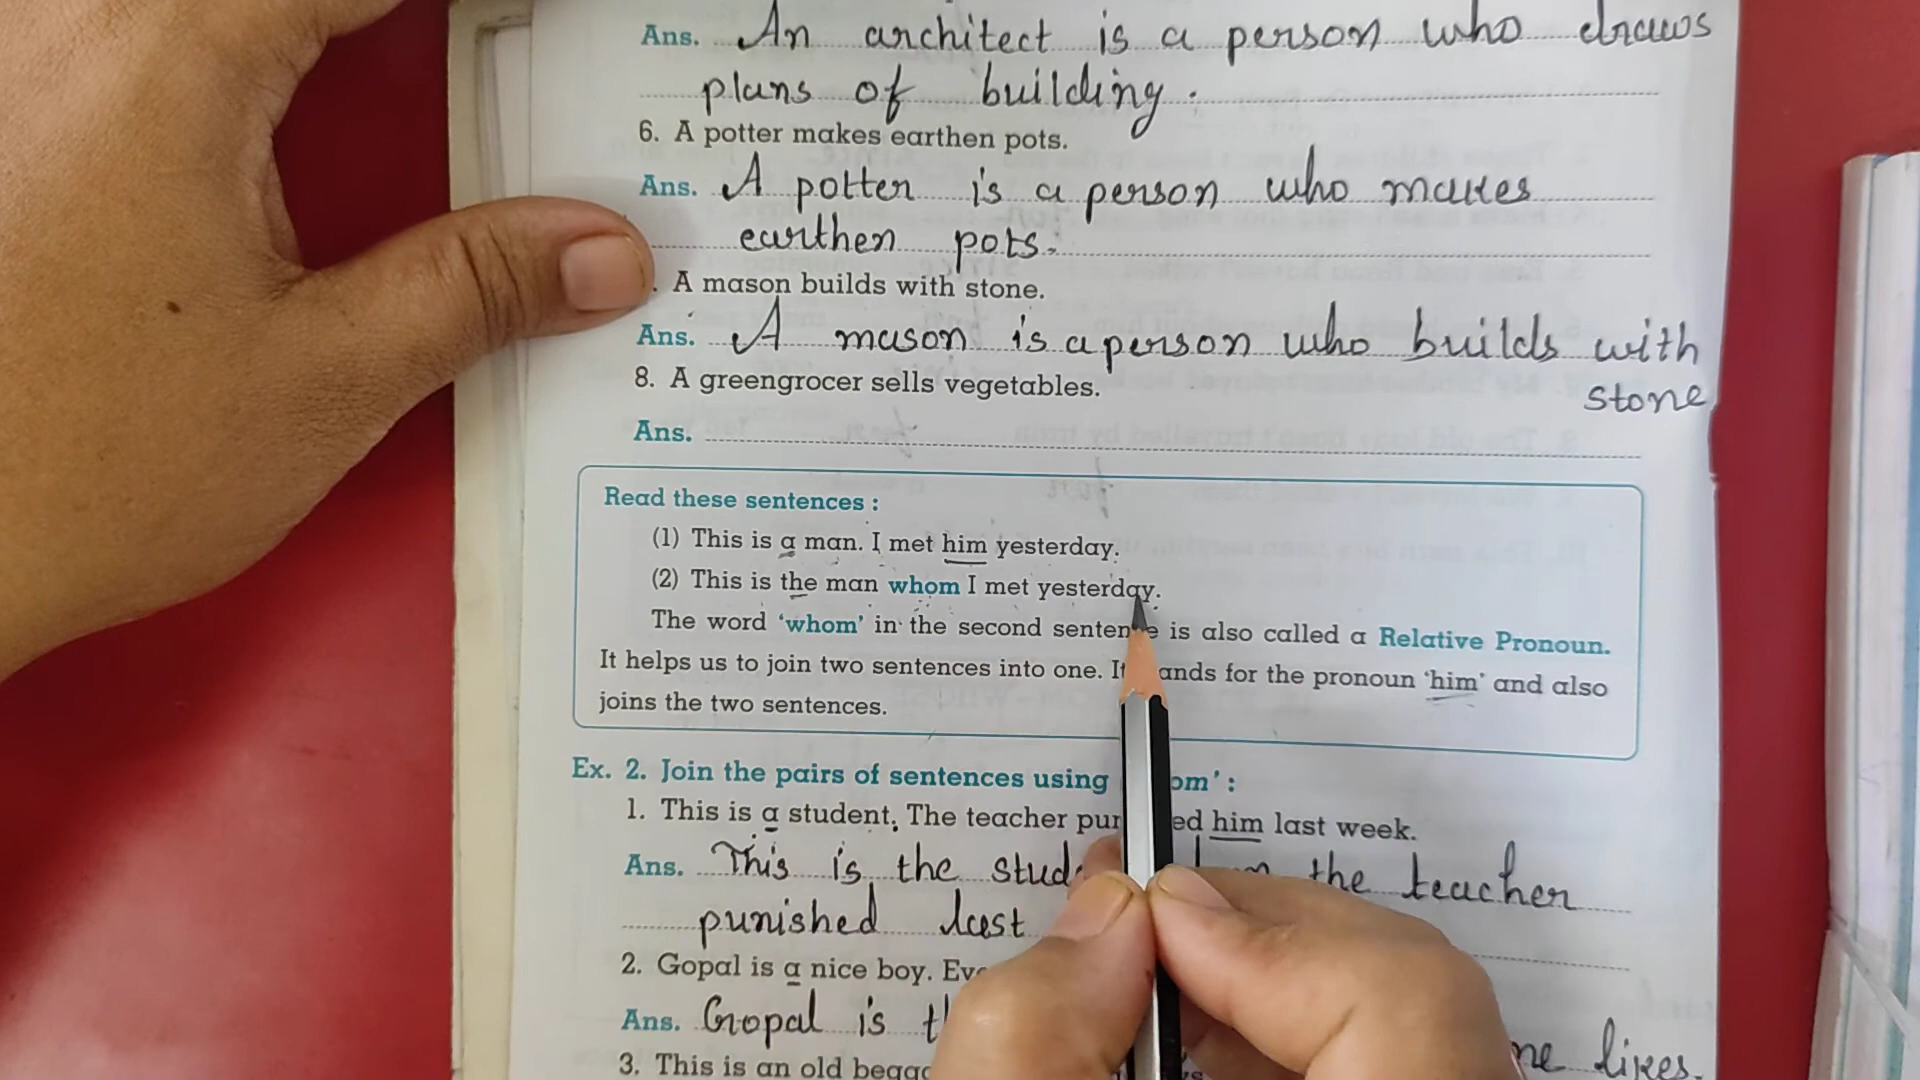 Ans. An architect is a person who draws
plans of building.
6. A potter makes earthen pots.
Ans. A potter is a person who makes
earthen pots.
. A mason builds with stone.
Ans. A mason is a person who builds with
stone
8. A greengrocer sells vegetables.
Ans.
Read these sentences :
(1) This is a man. I met him yesterday.
(2) This is the man whom I met yesterday.
The word 'whom' in the second sentence is also called a Relative Pronoun.
It helps us to join two sentences into one. It ands for the pronoun 'him' and also
joins the two sentences.
Ex. 2. Join the pairs of sentences using om' :
1. This is a student. The teacher pun ed him last week.
Ans. This is the stud the teacher
punished last
2. Gopal is a nice boy.
Ans. Gopal is likes.
3. This is an old